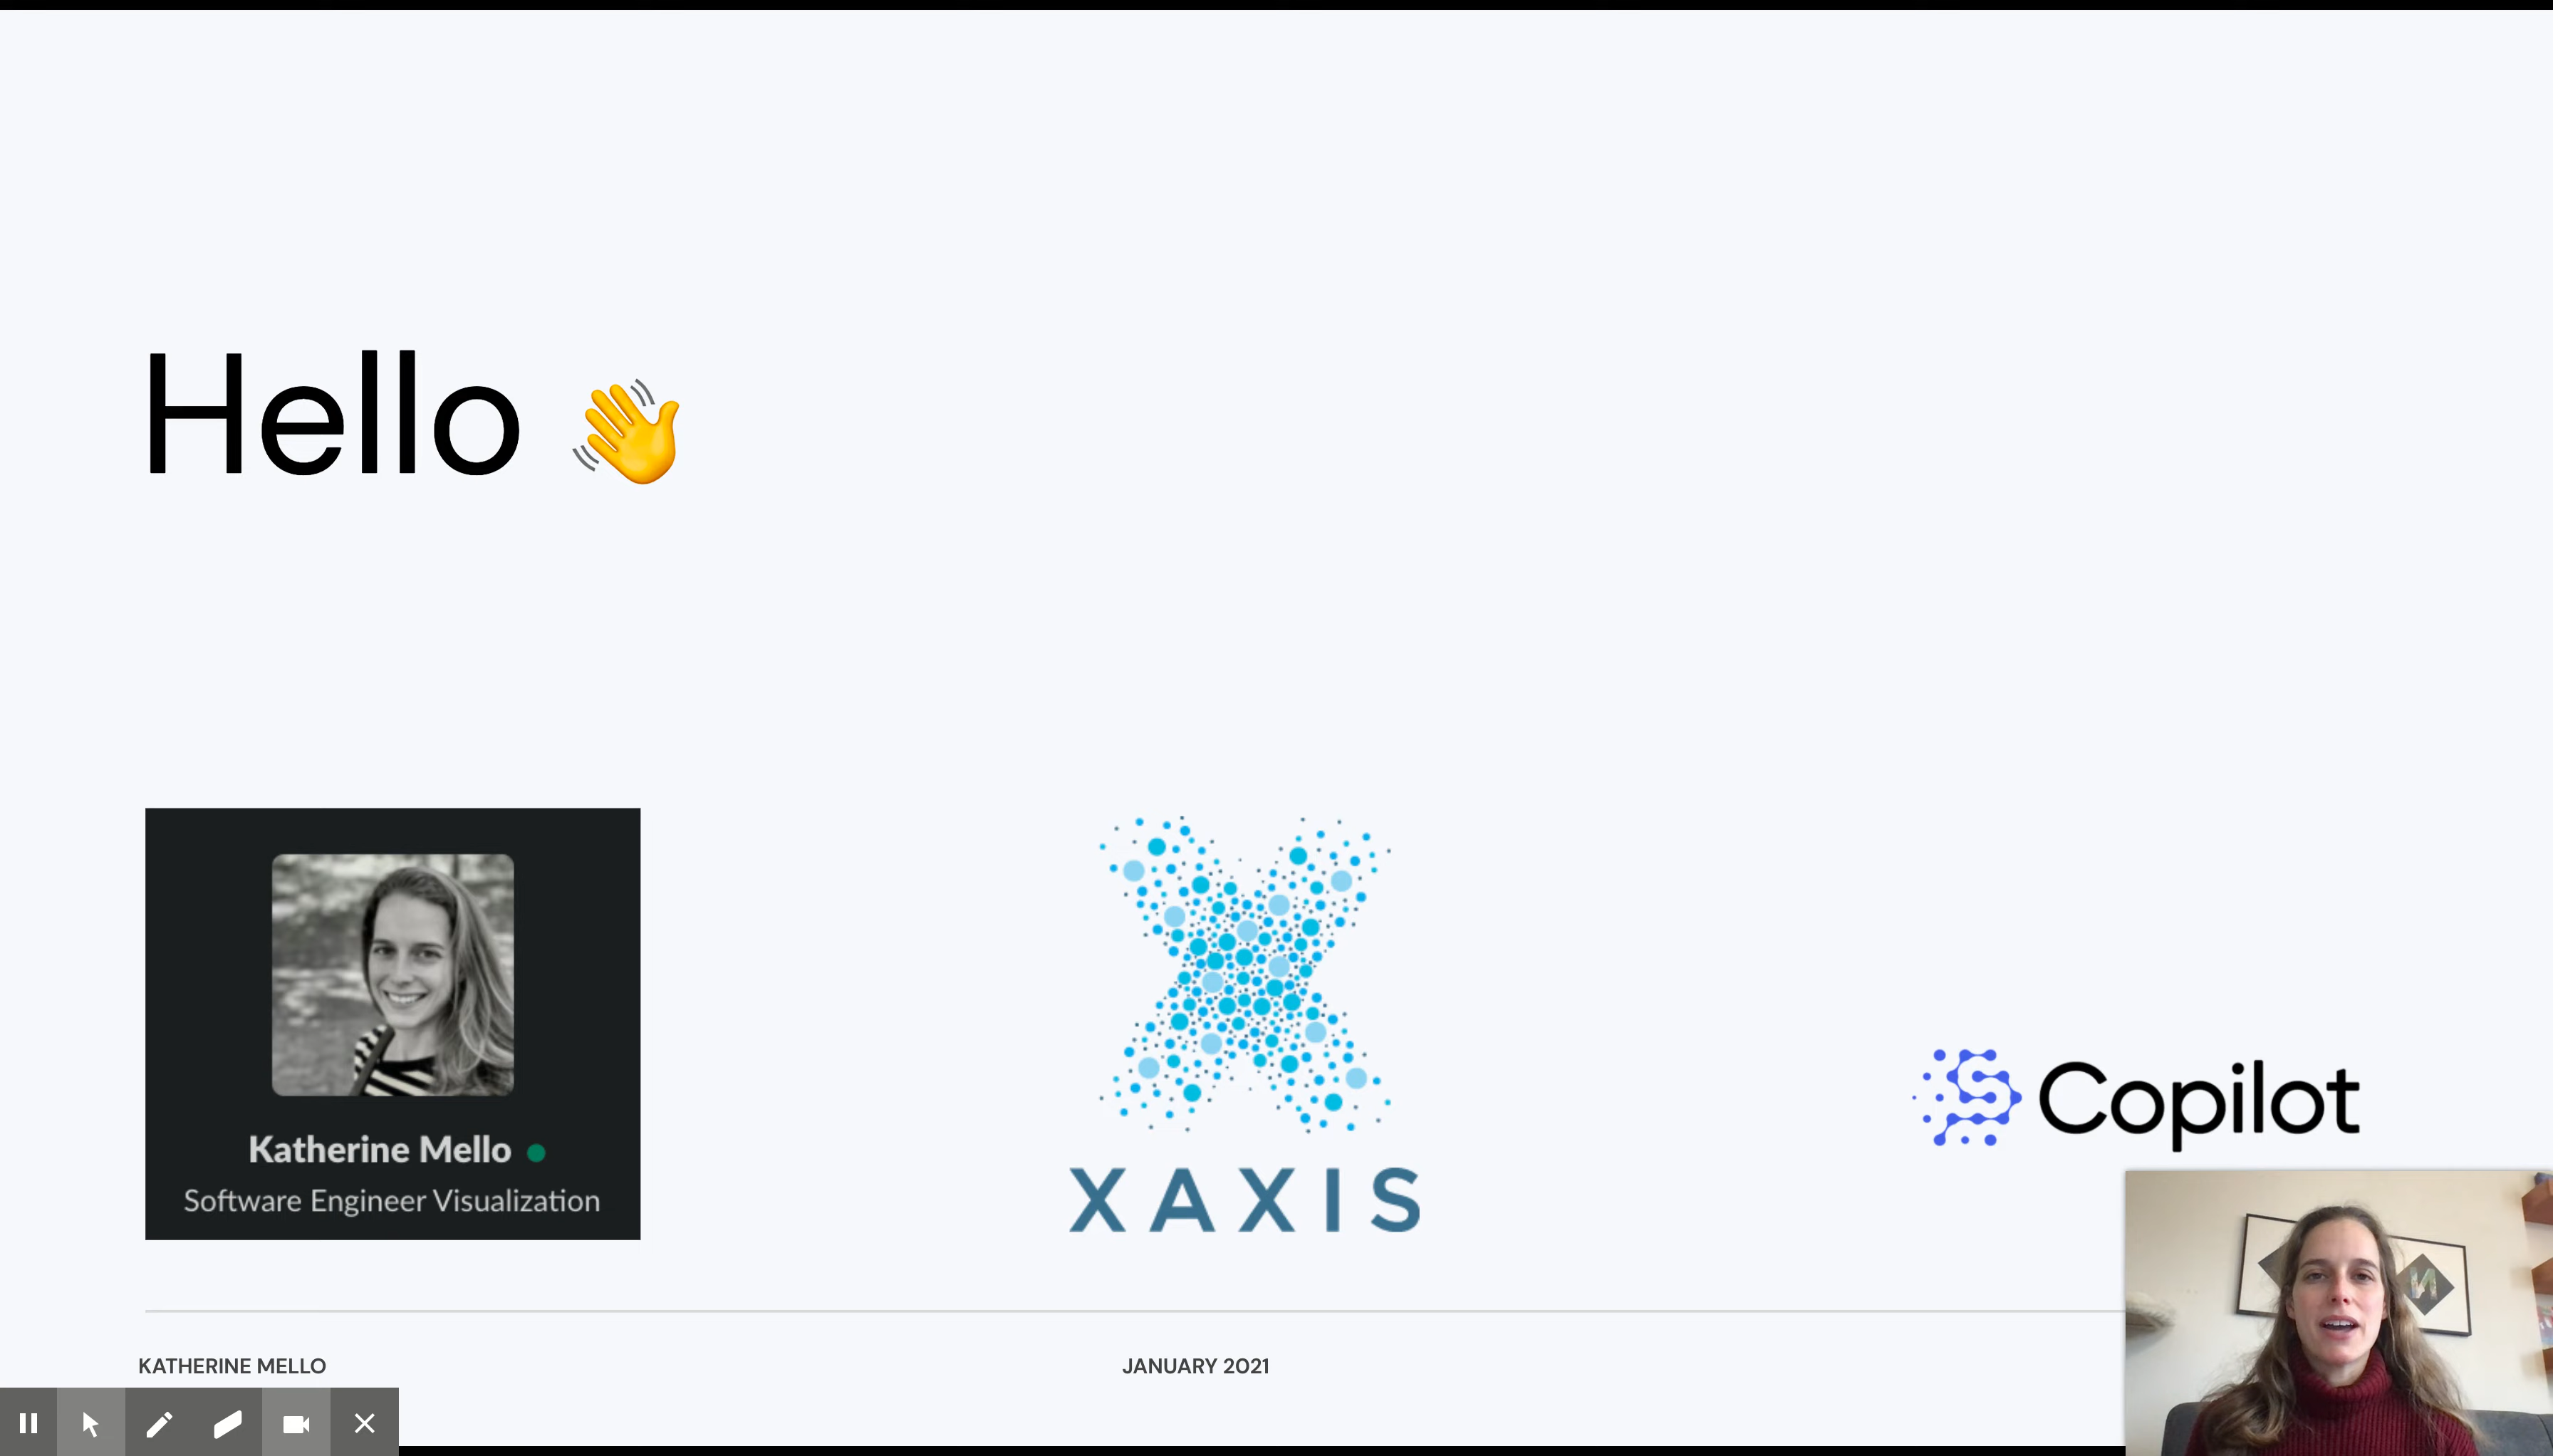 Hello 👋
Katherine Mello
Software Engineer Visualization
XAXIS
Copilot
KATHERINE MELLO
JANUARY 2021